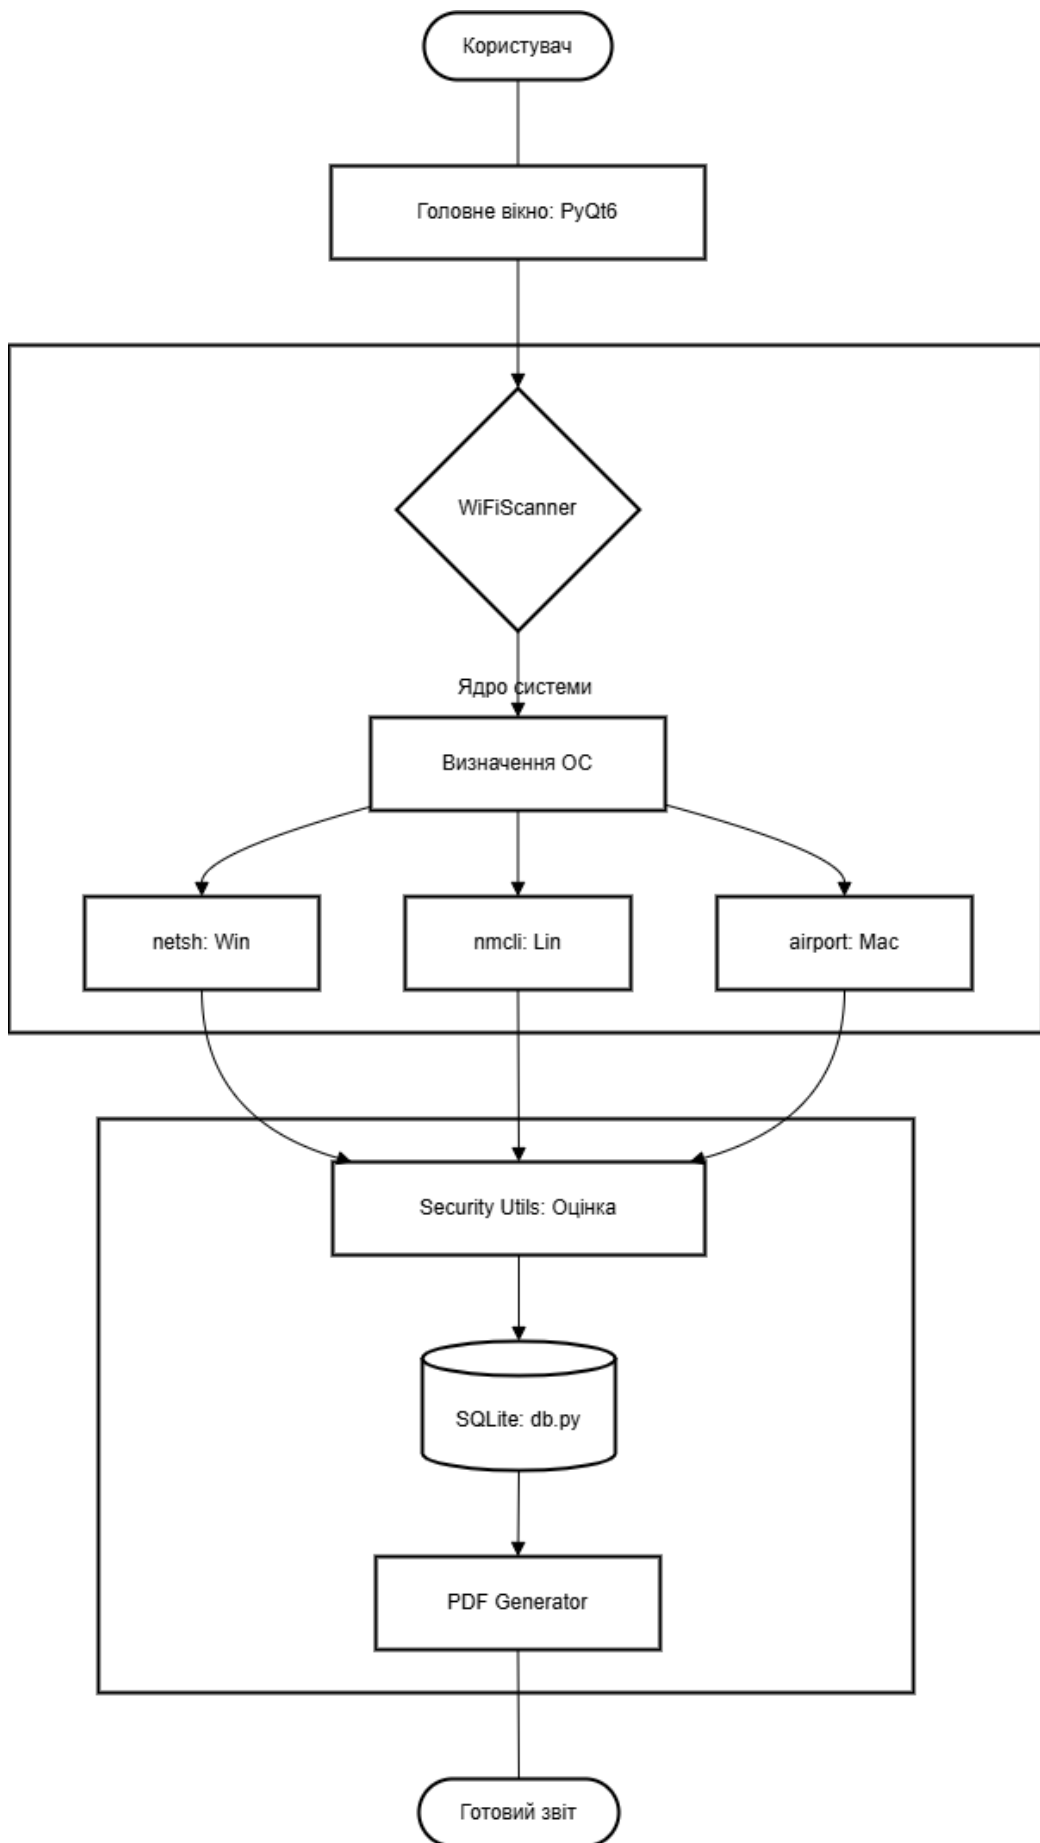 Користувач
Головне вікно: PyQt6
WiFiScanner
Ядро системи
Визначення ОС
netsh: Win
nmcli: Lin
airport: Mac
Security Utils: Оцінка
SQLite: db.py
PDF Generator
Готовий звіт